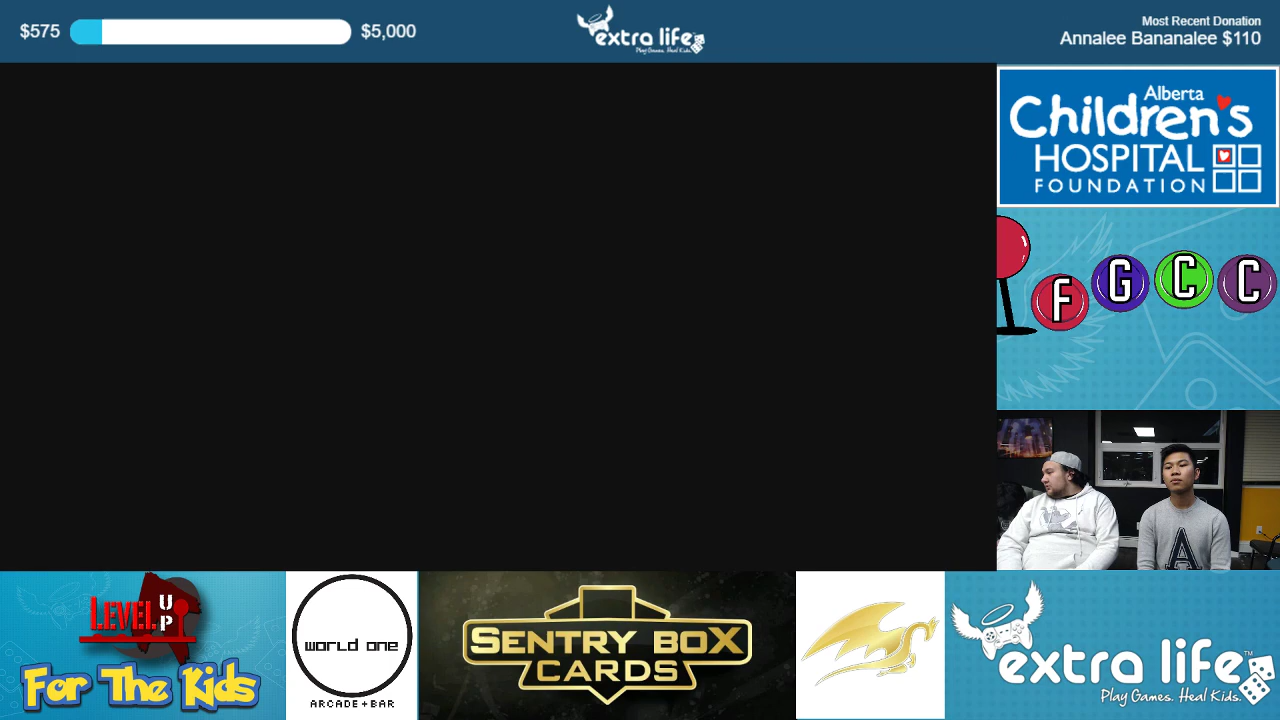 $575
$5,000
extra life
Play Games. Heal Kids.
Most Recent Donation
Annalee Bananalee $110
Alberta
Children's
HOSPITAL
FOUNDATION
F G C C
A
LEVEL UP
For The Kids
world one
ARCADE + BAR
SENTRY BOX
CARDS
extra life™
Play Games. Heal Kids.